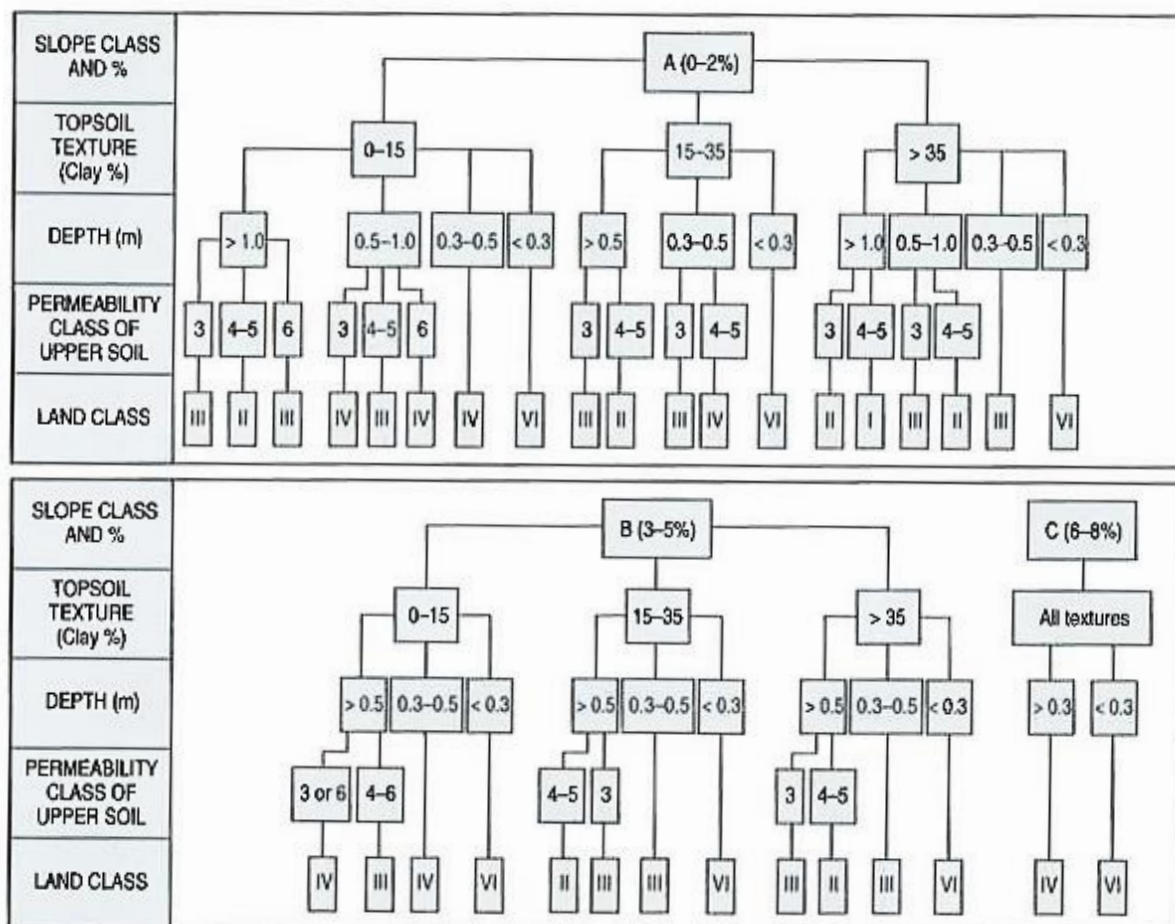 SLOPE CLASS
AND %
A (0–2%)
TOPSOIL
TEXTURE
(Clay %)
0–15
15–35
> 35
DEPTH (m)
> 1.0
0.5–1.0
0.3–0.5
< 0.3
> 0.5
0.3–0.5
< 0.3
> 1.0
0.5–1.0
0.3–0.5
< 0.3
PERMEABILITY
CLASS OF
UPPER SOIL
3
4–5
6
3
4–5
6
3
4–5
3
4–5
3
4–5
3
4–5
LAND CLASS
III
II
III
IV
III
IV
IV
VI
III
II
III
IV
VI
II
I
III
II
III
VI
SLOPE CLASS
AND %
B (3–5%)
C (6–8%)
TOPSOIL
TEXTURE
(Clay %)
0–15
15–35
> 35
All textures
DEPTH (m)
> 0.5
0.3–0.5
< 0.3
> 0.5
0.3–0.5
< 0.3
> 0.5
0.3–0.5
< 0.3
> 0.3
< 0.3
PERMEABILITY
CLASS OF
UPPER SOIL
3 or 6
4–6
4–5
3
3
4–5
LAND CLASS
IV
III
IV
VI
II
III
III
VI
III
II
III
VI
IV
VI